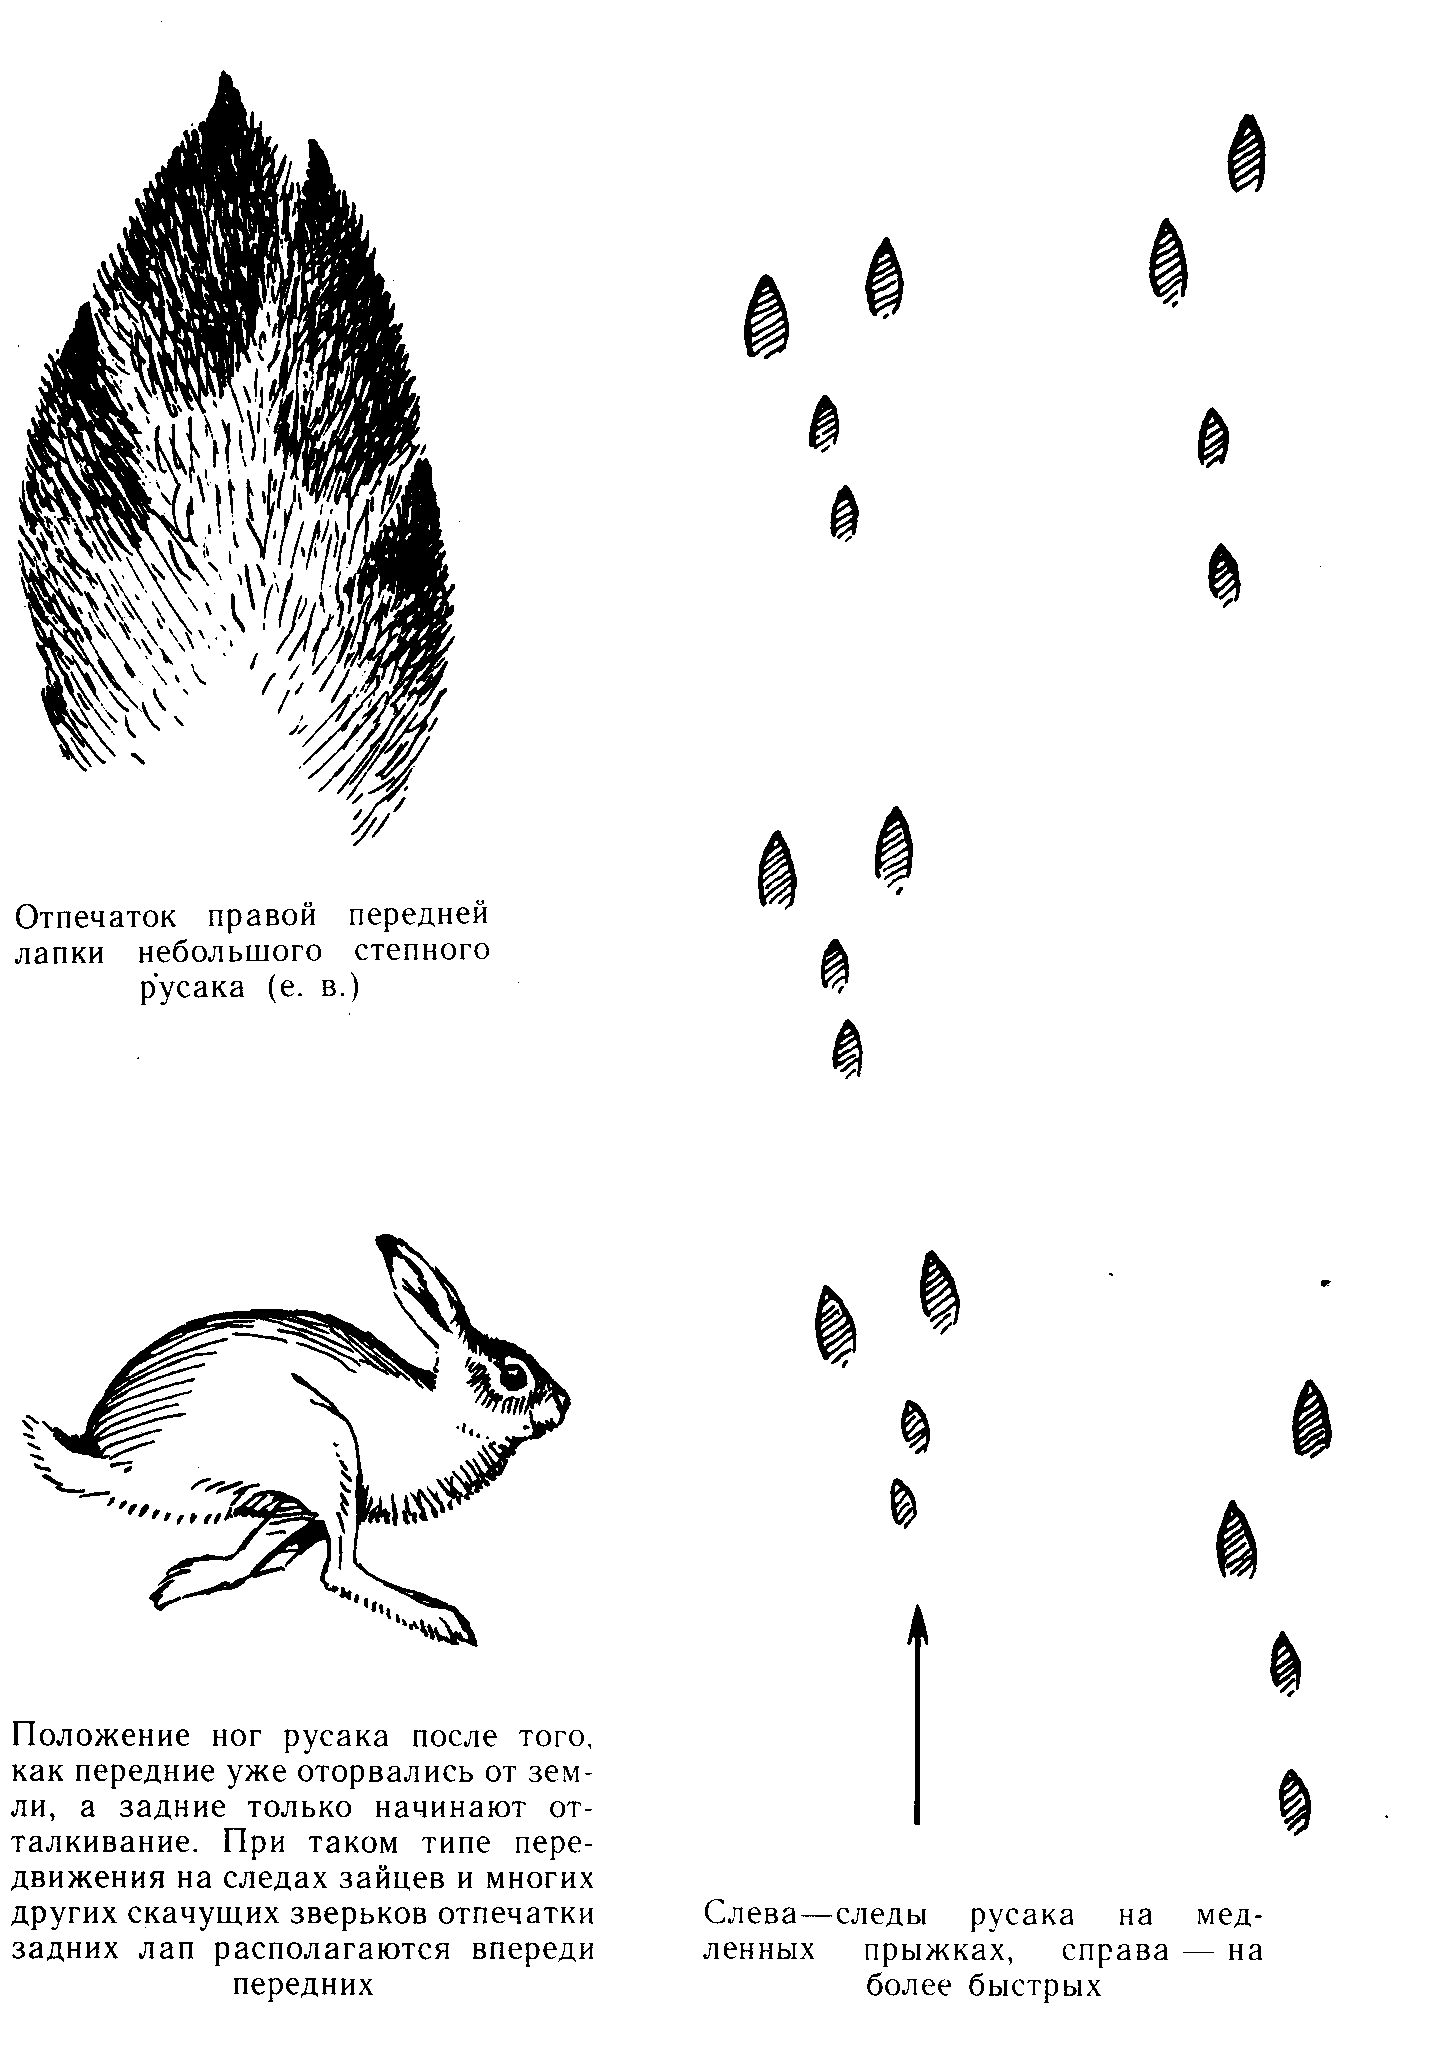 Отпечаток правой передней
лапки небольшого степного
русака (е. в.)
Положение ног русака после того,
как передние уже оторвались от зем-
ли, а задние только начинают от-
талкивание. При таком типе пере-
движения на следах зайцев и многих
других скачущих зверьков отпечатки
задних лап располагаются впереди
передних
Слева—следы русака на мед-
ленных прыжках, справа — на
более быстрых